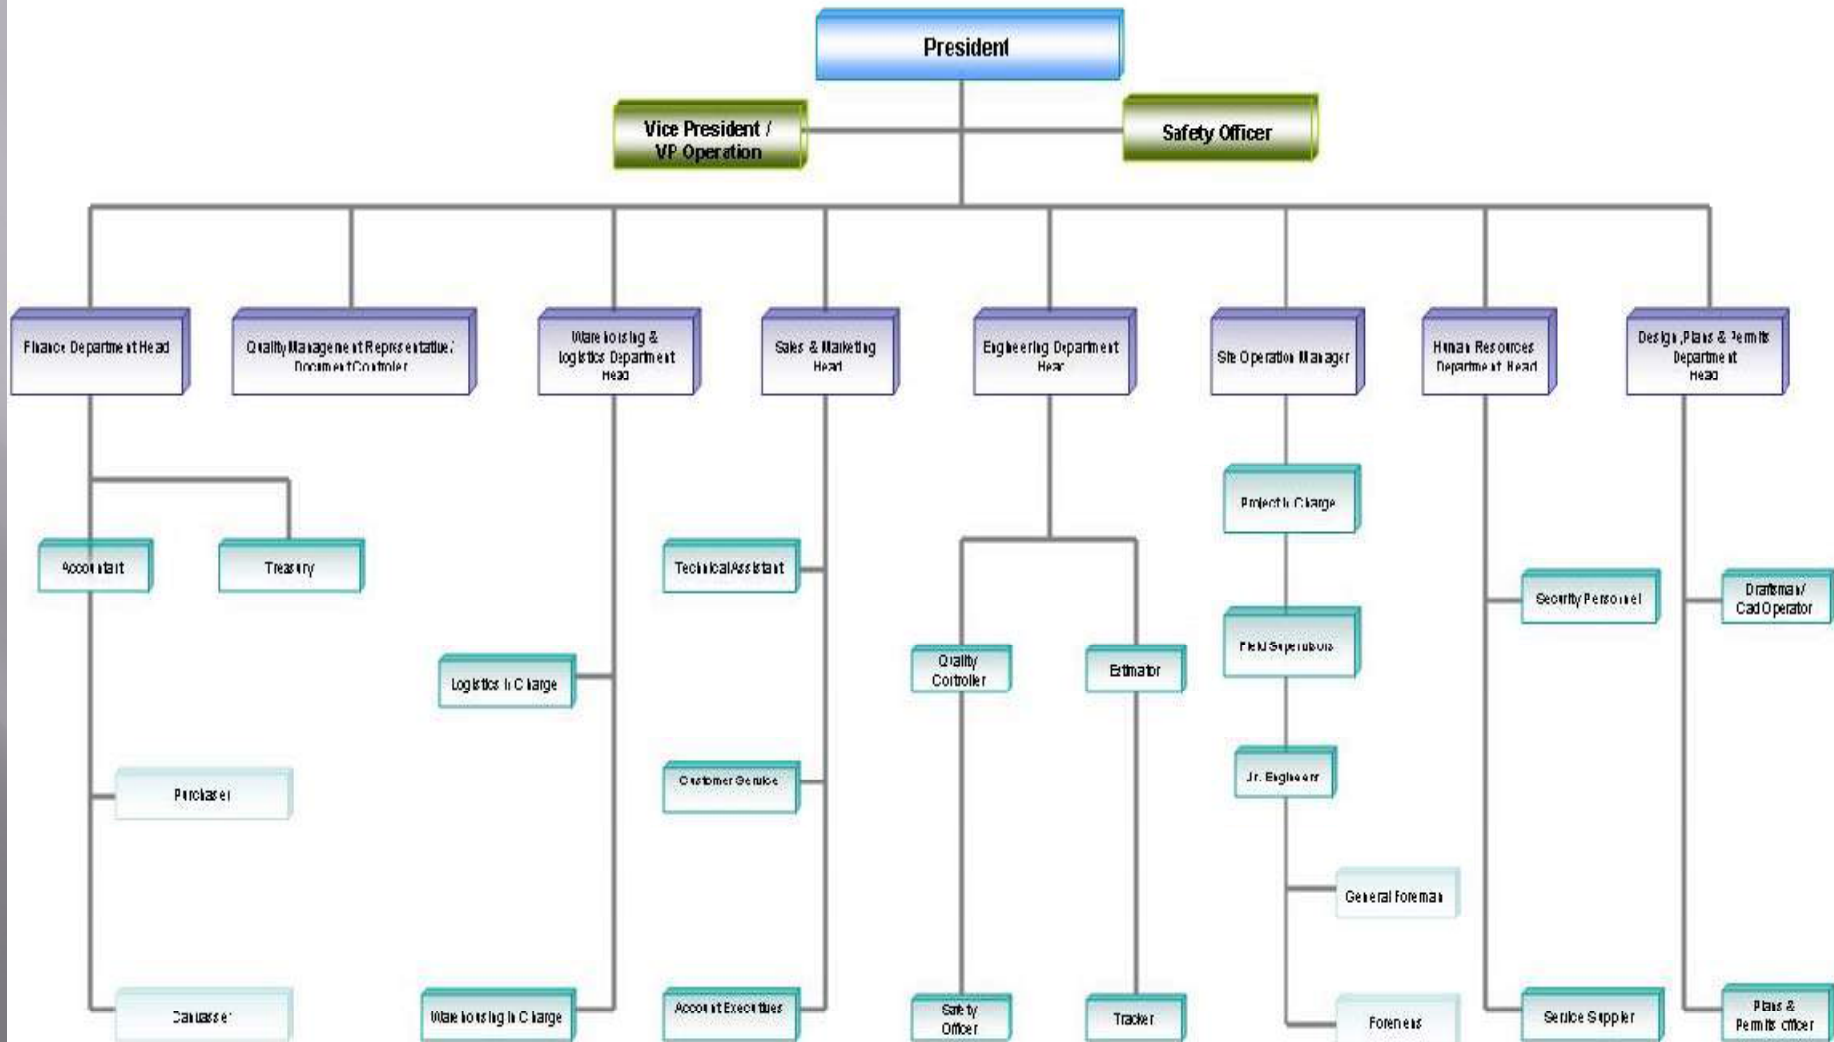 President
Vice President /
VP Operation
Safety Officer
Finance Department Head
Quality Management Representative/
Document Controller
Warehousing &
Logistics Department
Head
Sales & Marketing
Head
Engineering Department
Head
Site Operation Manager
Human Resources
Department Head
Design ,Plans & Permits
Department
Head
Project In Charge
Accountant
Treasury
Technical Assistant
Security Personnel
Draftsman/
Cad Operator
Field Supervisors
Logistics In Charge
Quality
Controller
Estimator
Purchaser
Customer Service
Jr. Engineers
General Foreman
Canvasser
Warehousing In Charge
Account Executives
Safety
Officer
Tracker
Foremens
Service Supplier
Plans &
Permits officer